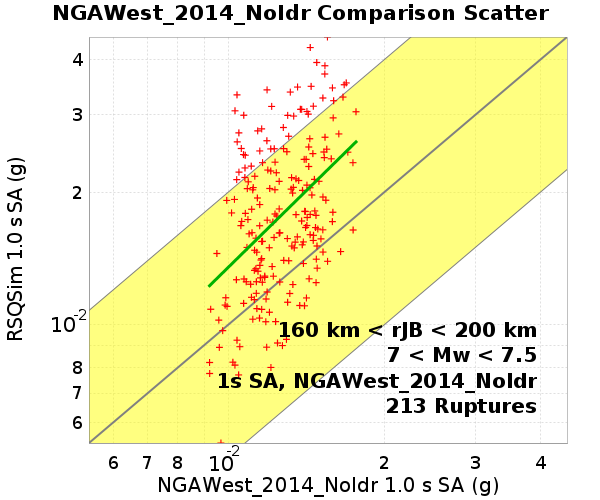 NGAWest_2014_NoIdr Comparison Scatter
RSQSim 1.0 s SA (g)
4
3
2
10-2
8
7
6
160 km < rJB < 200 km
7 < Mw < 7.5
1s SA, NGAWest_2014_NoIdr
213 Ruptures
6 7 8 10-2 2 3 4
NGAWest_2014_NoIdr 1.0 s SA (g)